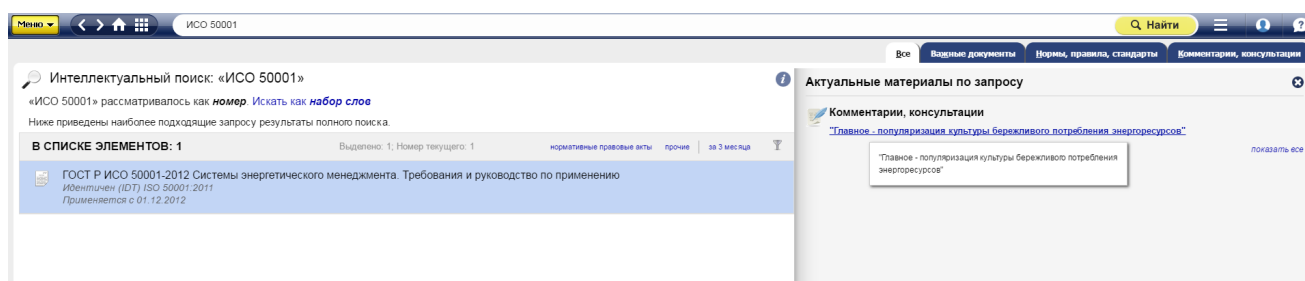 Меню
ИСО 50001
Найти
?
Все
Важные документы
Нормы, правила, стандарты
Комментарии, консультации
Интеллектуальный поиск: «ИСО 50001»
i
«ИСО 50001» рассматривалось как номер. Искать как набор слов
Ниже приведены наиболее подходящие запросу результаты полного поиска.
В СПИСКЕ ЭЛЕМЕНТОВ: 1
Выделено: 1; Номер текущего: 1
нормативные правовые акты
прочие
за 3 месяца
ГОСТ Р ИСО 50001-2012 Системы энергетического менеджмента. Требования и руководство по применению
Идентичен (IDT) ISO 50001:2011
Применяется с 01.12.2012
Актуальные материалы по запросу
Комментарии, консультации
"Главное - популяризация культуры бережливого потребления энергоресурсов"
показать все
"Главное - популяризация культуры бережливого потребления
энергоресурсов"